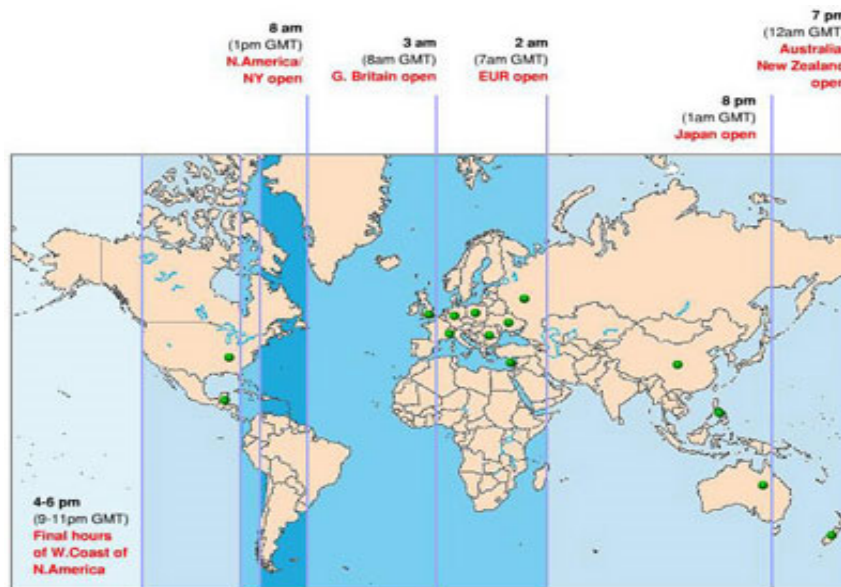 8 am
(1pm GMT)
N.America/
NY open
3 am
(8am GMT)
G. Britain open
2 am
(7am GMT)
EUR open
7 pm
(12am GMT)
Australia/
New Zealand
open
8 pm
(1am GMT)
Japan open
4-6 pm
(9-11pm GMT)
Final hours
of W.Coast of
N.America